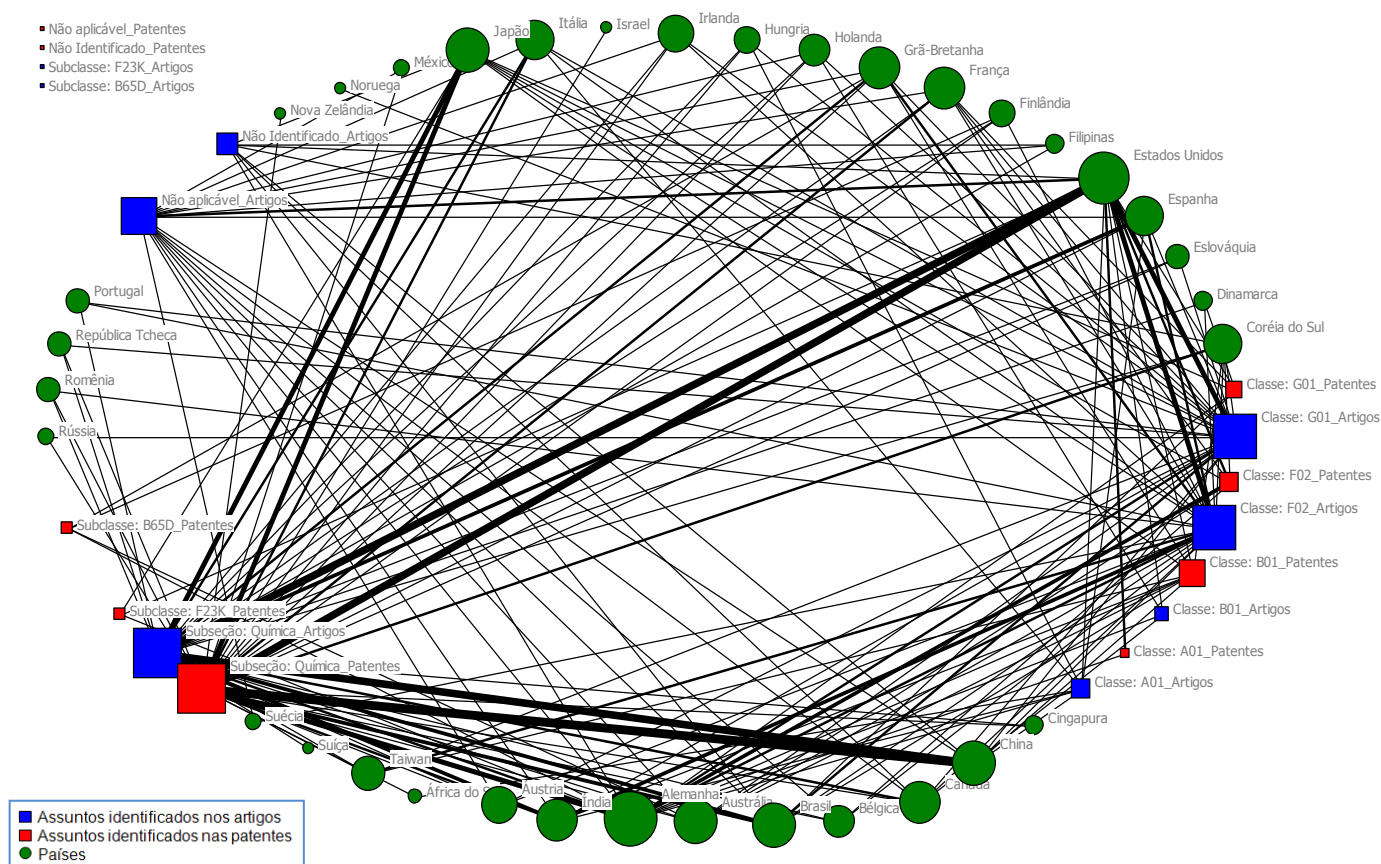 Não aplicável_Patentes
Não Identificado_Patentes
Subclasse: F23K_Artigos
Subclasse: B65D_Artigos
Japão
Itália
Israel
Irlanda
Hungria
Holanda
Grã-Bretanha
França
Finlândia
Filipinas
Estados Unidos
Espanha
Eslováquia
Dinamarca
Coréia do Sul
Classe: G01_Patentes
Classe: G01_Artigos
Classe: F02_Patentes
Classe: F02_Artigos
Classe: B01_Patentes
Classe: B01_Artigos
Classe: A01_Patentes
Classe: A01_Artigos
Cingapura
China
Canadá
Bélgica
Brasil
Austrália
Alemanha
Índia
Áustria
África do S
Taiwan
Suíça
Suécia
Subseção: Química_Patentes
Subseção: Química_Artigos
Subclasse: F23K_Patentes
Subclasse: B65D_Patentes
Rússia
Romênia
República Tcheca
Portugal
Não aplicável_Artigos
Não Identificado_Artigos
Nova Zelândia
Noruega
Méxic
Assuntos identificados nos artigos
Assuntos identificados nas patentes
Países